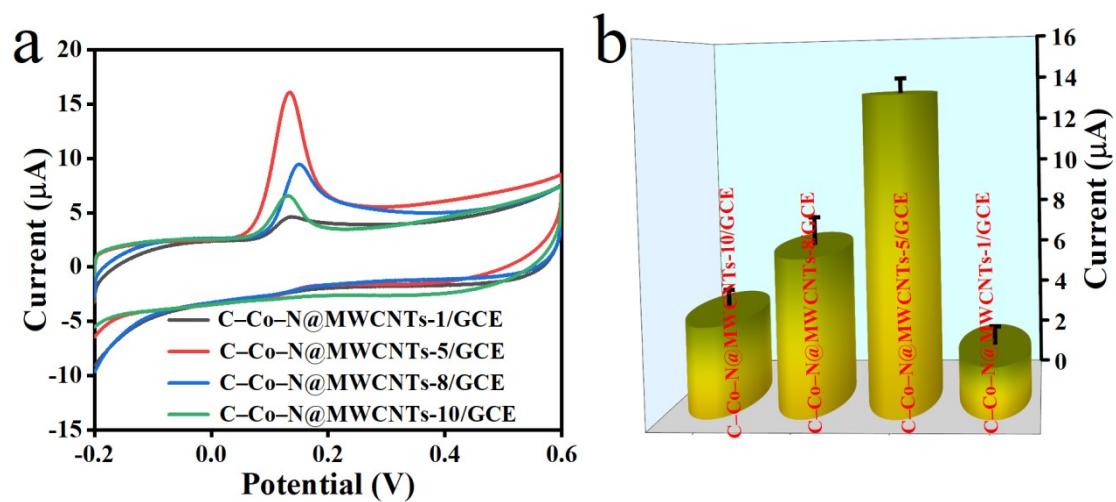 a
20
15
10
5
0
-5
-10
-15
-0.2 0.0 0.2 0.4 0.6
Current (μA)
Potential (V)
C–Co–N@MWCNTs-1/GCE
C–Co–N@MWCNTs-5/GCE
C–Co–N@MWCNTs-8/GCE
C–Co–N@MWCNTs-10/GCE
b
C–Co–N@MWCNTs-10/GCE
C–Co–N@MWCNTs-8/GCE
C–Co–N@MWCNTs-5/GCE
C–Co–N@MWCNTs-1/GCE
16
14
12
10
8
6
4
2
0
Current (μA)